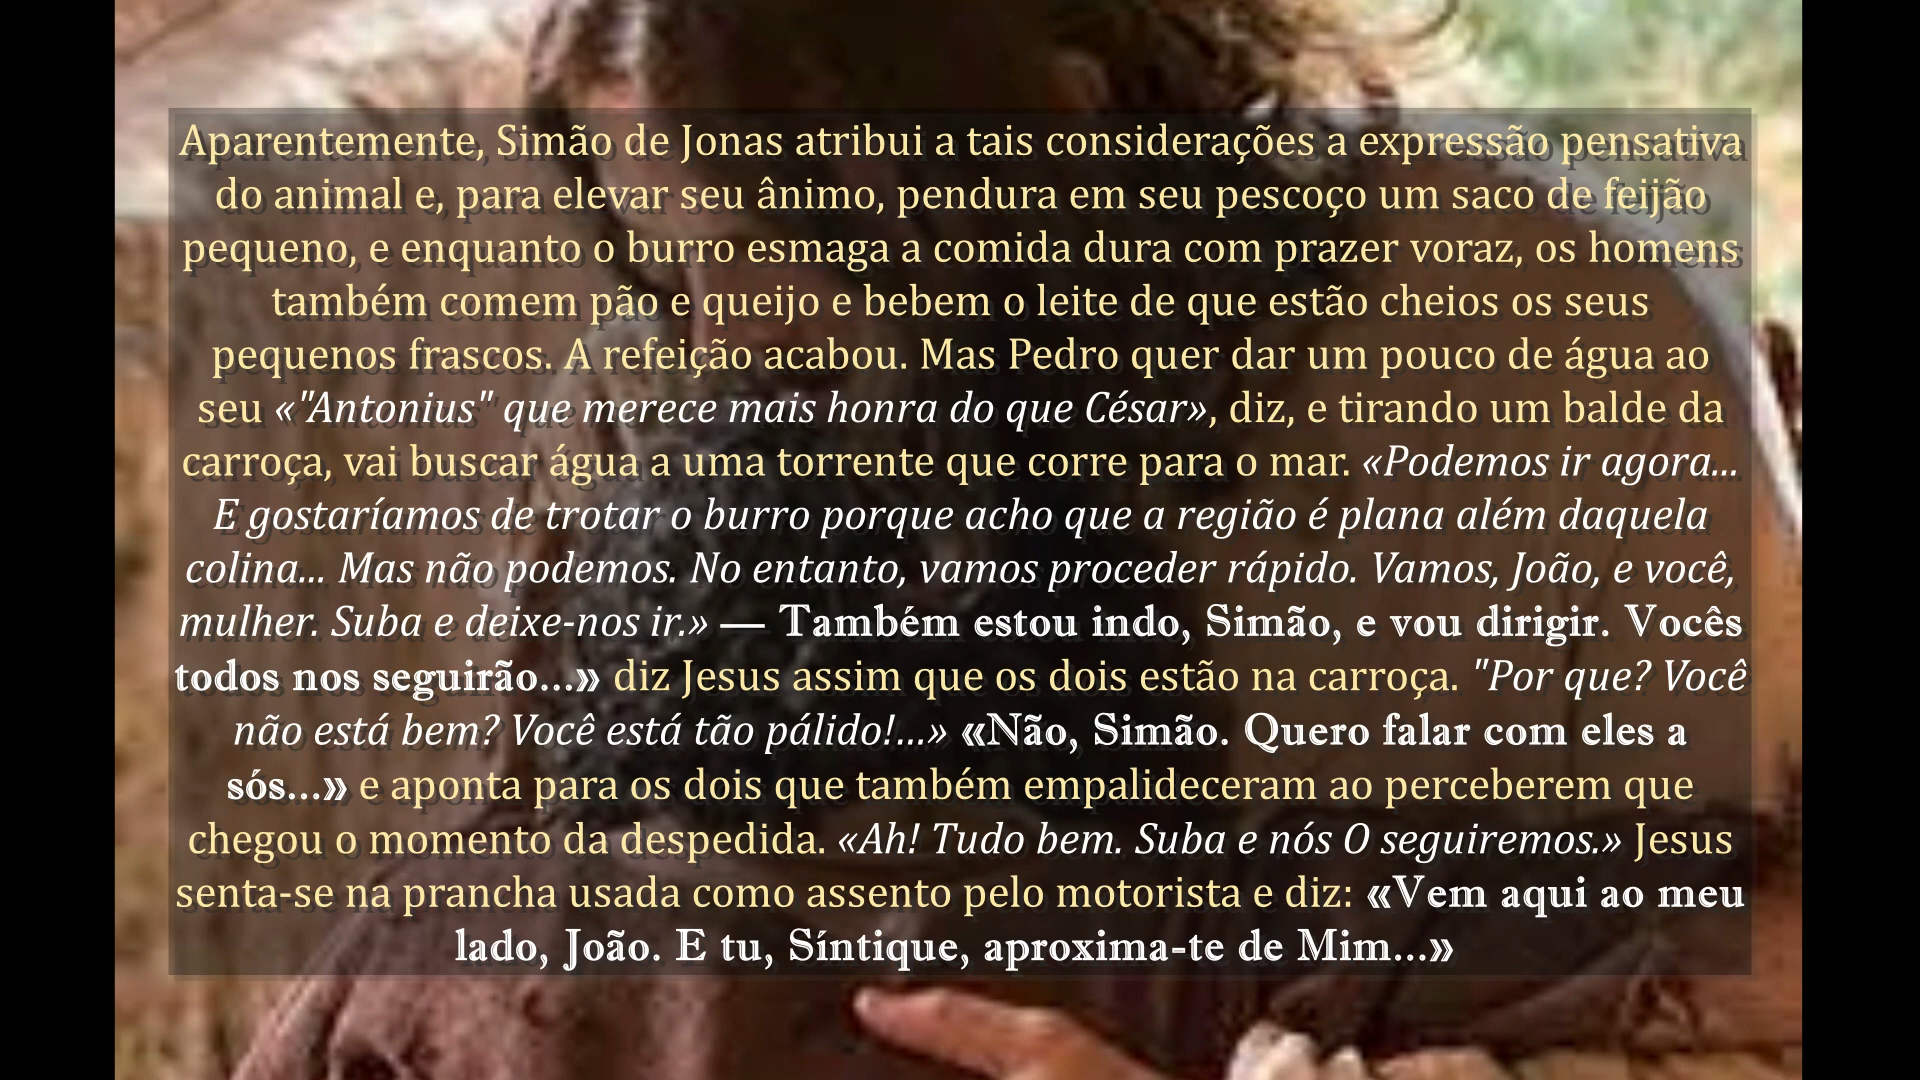 Aparentemente, Simão de Jonas atribui a tais considerações a expressão pensativa
do animal e, para elevar seu ânimo, pendura em seu pescoço um saco de feijão
pequeno, e enquanto o burro esmaga a comida dura com prazer voraz, os homens
também comem pão e queijo e bebem o leite de que estão cheios os seus
pequenos frascos. A refeição acabou. Mas Pedro quer dar um pouco de água ao
seu «"Antonius" que merece mais honra do que César», diz, e tirando um balde da
carroça, vai buscar água a uma torrente que corre para o mar. «Podemos ir agora...
E gostaríamos de trotar o burro porque acho que a região é plana além daquela
colina... Mas não podemos. No entanto, vamos proceder rápido. Vamos, João, e você,
mulher. Suba e deixe-nos ir.» — Também estou indo, Simão, e vou dirigir. Vocês
todos nos seguirão...» diz Jesus assim que os dois estão na carroça. "Por que? Você
não está bem? Você está tão pálido!...» «Não, Simão. Quero falar com eles a
sós...» e aponta para os dois que também empalideceram ao perceberem que
chegou o momento da despedida. «Ah! Tudo bem. Suba e nós O seguiremos.» Jesus
senta-se na prancha usada como assento pelo motorista e diz: «Vem aqui ao meu
lado, João. E tu, Síntique, aproxima-te de Mim...»